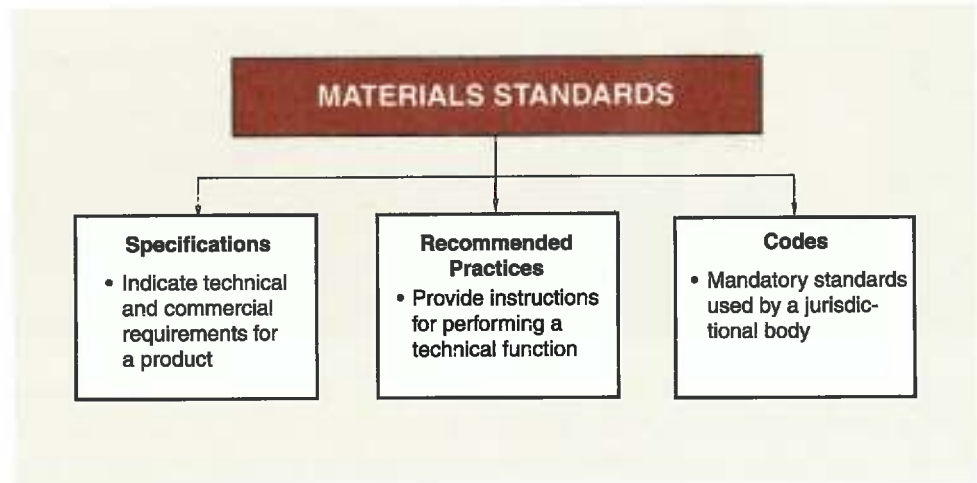 MATERIALS STANDARDS
Specifications
• Indicate technical
and commercial
requirements for
a product
Recommended
Practices
• Provide instructions
for performing a
technical function
Codes
• Mandatory standards
used by a jurisdic-
tional body